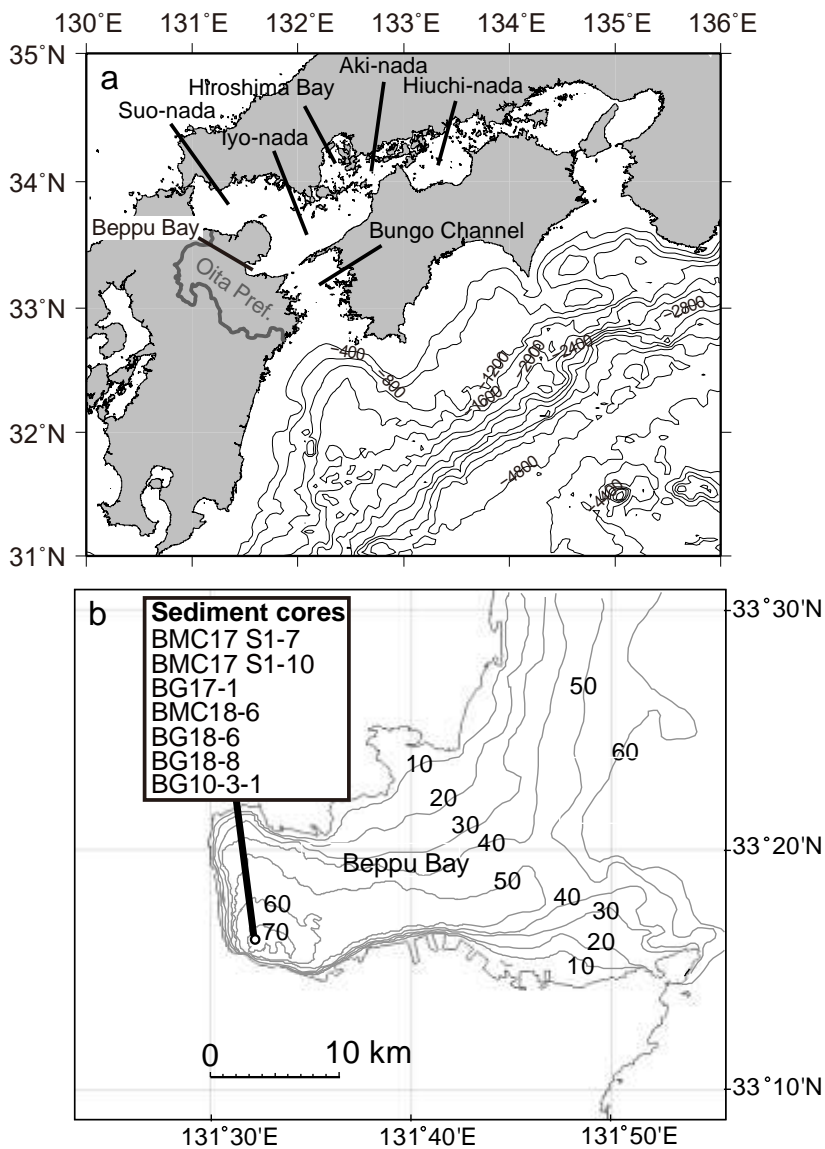 130˚E 131˚E 132˚E 133˚E 134˚E 135˚E 136˚E
35˚N
a
Aki-nada
Hiroshima Bay
Hiuchi-nada
Suo-nada
Iyo-nada
34˚N
Beppu Bay
Bungo Channel
Oita Pref.
33˚N
−2800
−400
−2400
−2000
−1200
−800
−1600
32˚N
−4800
−4400
31˚N
b
Sediment cores
BMC17 S1-7
BMC17 S1-10
BG17-1
BMC18-6
BG18-6
BG18-8
BG10-3-1
33˚30'N
50
60
10
20
30
40
33˚20'N
Beppu Bay
50
40
60
30
70
20
10
0 10 km
33˚10'N
131˚30'E 131˚40'E 131˚50'E